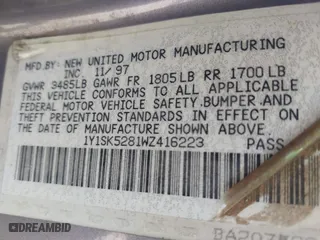 MFD.BY: NEW UNITED MOTOR MANUFACTURING
INC. 11/97
GVWR 3485LB GAWR FR 1805LB RR 1700LB
THIS VEHICLE CONFORMS TO ALL APPLICABLE
FEDERAL MOTOR VEHICLE SAFETY, BUMPER, AND
THEFT PREVENTION STANDARDS IN EFFECT ON
THE DATE OF MANUFACTURE SHOWN ABOVE.
1Y1SK5281WZ416223 PASS
DREAMBID